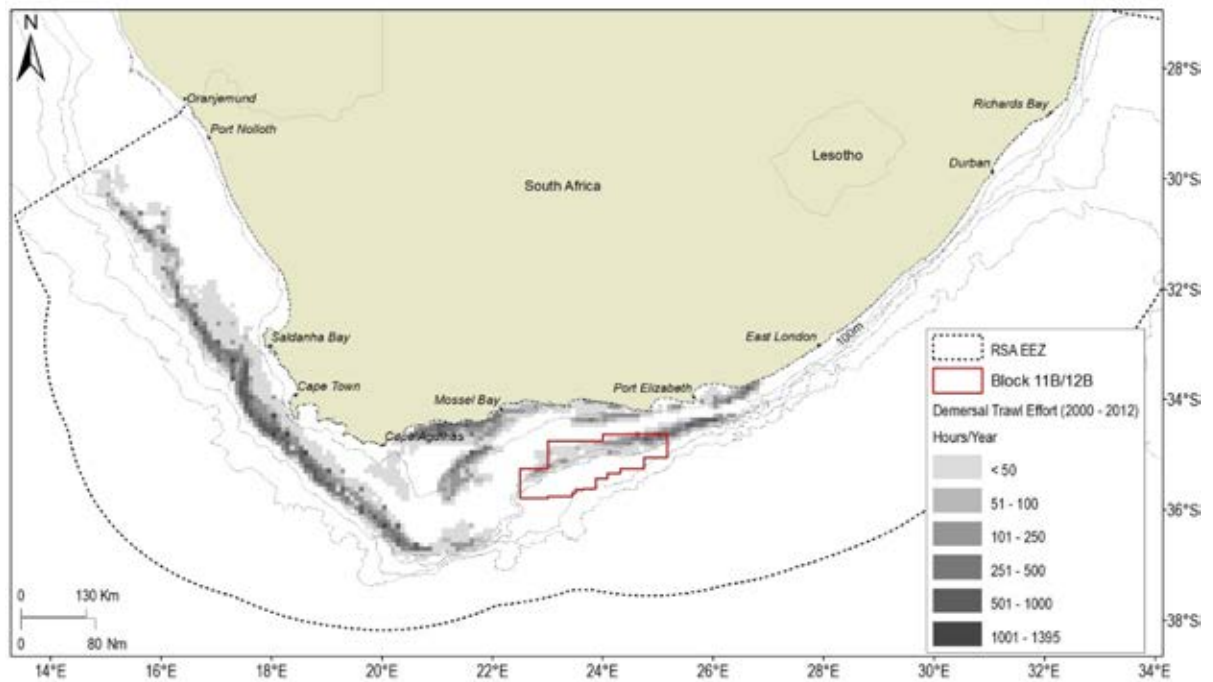 N
28°S
Oranjemund
Richards Bay
Port Nolloth
Lesotho
Durban
30°S
South Africa
32°S
Saldanha Bay
East London
100m
Cape Town
Port Elizabeth
Mossel Bay
34°S
Cape Agulhas
36°S
38°S
RSA EEZ
Block 11B/12B
Demersal Trawl Effort (2000 - 2012)
Hours/Year
< 50
51 - 100
101 - 250
251 - 500
501 - 1000
1001 - 1395
0 130 Km
0 80 Nm
14°E 16°E 18°E 20°E 22°E 24°E 26°E 28°E 30°E 32°E 34°E